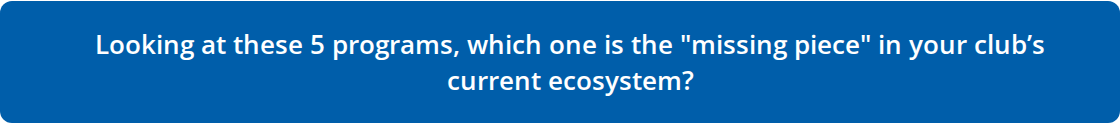 Looking at these 5 programs, which one is the "missing piece" in your club’s
current ecosystem?